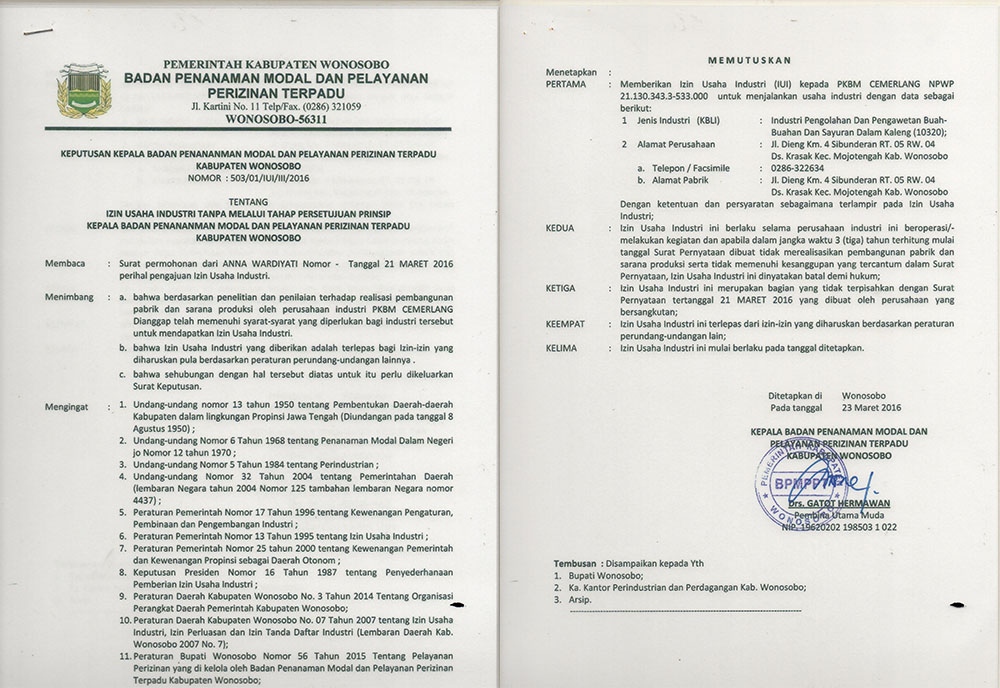 PEMERINTAH KABUPATEN WONOSOBO
BADAN PENANAMAN MODAL DAN PELAYANAN
PERIZINAN TERPADU
Jl. Kartini No. 11 Telp/Fax. (0286) 321059
WONOSOBO-56311
KEPUTUSAN KEPALA BADAN PENANANMAN MODAL DAN PELAYANAN PERIZINAN TERPADU
KABUPATEN WONOSOBO
NOMOR : 503/01/IUI/III/2016
TENTANG
IZIN USAHA INDUSTRI TANPA MELALUI TAHAP PERSETUJUAN PRINSIP
KEPALA BADAN PENANANMAN MODAL DAN PELAYANAN PERIZINAN TERPADU
KABUPATEN WONOSOBO
Membaca : Surat permohonan dari ANNA WARDIYATI Nomor - Tanggal 21 MARET 2016
perihal pengajuan Izin Usaha Industri.
Menimbang : a. bahwa berdasarkan penelitian dan penilaian terhadap realisasi pembangunan
pabrik dan sarana produksi oleh perusahaan industri PKBM CEMERLANG
Dianggap telah memenuhi syarat-syarat yang diperlukan bagi industri tersebut
untuk mendapatkan Izin Usaha Industri.
b. bahwa Izin Usaha Industri yang diberikan adalah terlepas bagi Izin-izin yang
diharuskan pula berdasarkan peraturan perundang-undangan lainnya .
c. bahwa sehubungan dengan hal tersebut diatas untuk itu perlu dikeluarkan
Surat Keputusan.
Mengingat : 1. Undang-undang nomor 13 tahun 1950 tentang Pembentukan Daerah-daerah
Kabupaten dalam lingkungan Propinsi Jawa Tengah (Diundangan pada tanggal 8
Agustus 1950) ;
2. Undang-undang Nomor 6 Tahun 1968 tentang Penanaman Modal Dalam Negeri
jo Nomor 12 tahun 1970 ;
3. Undang-undang Nomor 5 Tahun 1984 tentang Perindustrian ;
4. Undang-undang Nomor 32 Tahun 2004 tentang Pemerintahan Daerah
(lembaran Negara tahun 2004 Nomor 125 tambahan lembaran Negara nomor
4437) ;
5. Peraturan Pemerintah Nomor 17 Tahun 1996 tentang Kewenangan Pengaturan,
Pembinaan dan Pengembangan Industri ;
6. Peraturan Pemerintah Nomor 13 Tahun 1995 tentang Izin Usaha Industri ;
7. Peraturan Pemerintah Nomor 25 tahun 2000 tentang Kewenangan Pemerintah
dan Kewenangan Propinsi sebagai Daerah Otonom ;
8. Keputusan Presiden Nomor 16 Tahun 1987 tentang Penyederhanaan
Pemberian Izin Usaha Industri ;
9. Peraturan Daerah Kabupaten Wonosobo No. 3 Tahun 2014 Tentang Organisasi
Perangkat Daerah Pemerintah Kabupaten Wonosobo;
10. Peraturan Daerah Kabupaten Wonosobo No. 07 Tahun 2007 tentang Izin Usaha
Industri, Izin Perluasan dan Izin Tanda Daftar Industri (Lembaran Daerah Kab.
Wonosobo 2007 No. 7);
11. Peraturan Bupati Wonosobo Nomor 56 Tahun 2015 Tentang Pelayanan
Perizinan yang di kelola oleh Badan Penanaman Modal dan Pelayanan Perizinan
Terpadu Kabupaten Wonosobo;
MEMUTUSKAN
Menetapkan :
PERTAMA : Memberikan Izin Usaha Industri (IUI) kepada PKBM CEMERLANG NPWP
21.130.343.3-533.000 untuk menjalankan usaha industri dengan data sebagai
berikut:
1 Jenis Industri (KBLI) : Industri Pengolahan Dan Pengawetan Buah-
Buahan Dan Sayuran Dalam Kaleng (10320);
2 Alamat Perusahaan : Jl. Dieng Km. 4 Sibunderan RT. 05 RW. 04
Ds. Krasak Kec. Mojotengah Kab. Wonosobo
a. Telepon / Facsimile : 0286-322634
b. Alamat Pabrik : Jl. Dieng Km. 4 Sibunderan RT. 05 RW. 04
Ds. Krasak Kec. Mojotengah Kab. Wonosobo
Dengan ketentuan dan persyaratan sebagaimana terlampir pada Izin Usaha
Industri;
KEDUA : Izin Usaha Industri ini berlaku selama perusahaan industri ini beroperasi/-
melakukan kegiatan dan apabila dalam jangka waktu 3 (tiga) tahun terhitung mulai
tanggal Surat Pernyataan dibuat tidak merealisasikan pembangunan pabrik dan
sarana produksi serta tidak memenuhi kesanggupan yang tercantum dalam Surat
Pernyataan, Izin Usaha Industri ini dinyatakan batal demi hukum;
KETIGA : Izin Usaha Industri ini merupakan bagian yang tidak terpisahkan dengan Surat
Pernyataan tertanggal 21 MARET 2016 yang dibuat oleh perusahaan yang
bersangkutan;
KEEMPAT : Izin Usaha Industri ini terlepas dari izin-izin yang diharuskan berdasarkan peraturan
perundang-undangan lain;
KELIMA : Izin Usaha Industri ini mulai berlaku pada tanggal ditetapkan.
Ditetapkan di Wonosobo
Pada tanggal 23 Maret 2016
KEPALA BADAN PENANAMAN MODAL DAN
PELAYANAN PERIZINAN TERPADU
KABUPATEN WONOSOBO
PEMERINTAH KABUPATEN
BPMPPT
WONOSOBO
Drs. GATOT HERMAWAN
Pembina Utama Muda
NIP. 19620202 198503 1 022
Tembusan : Disampaikan kepada Yth
1. Bupati Wonosobo;
2. Ka. Kantor Perindustrian dan Perdagangan Kab. Wonosobo;
3. Arsip.